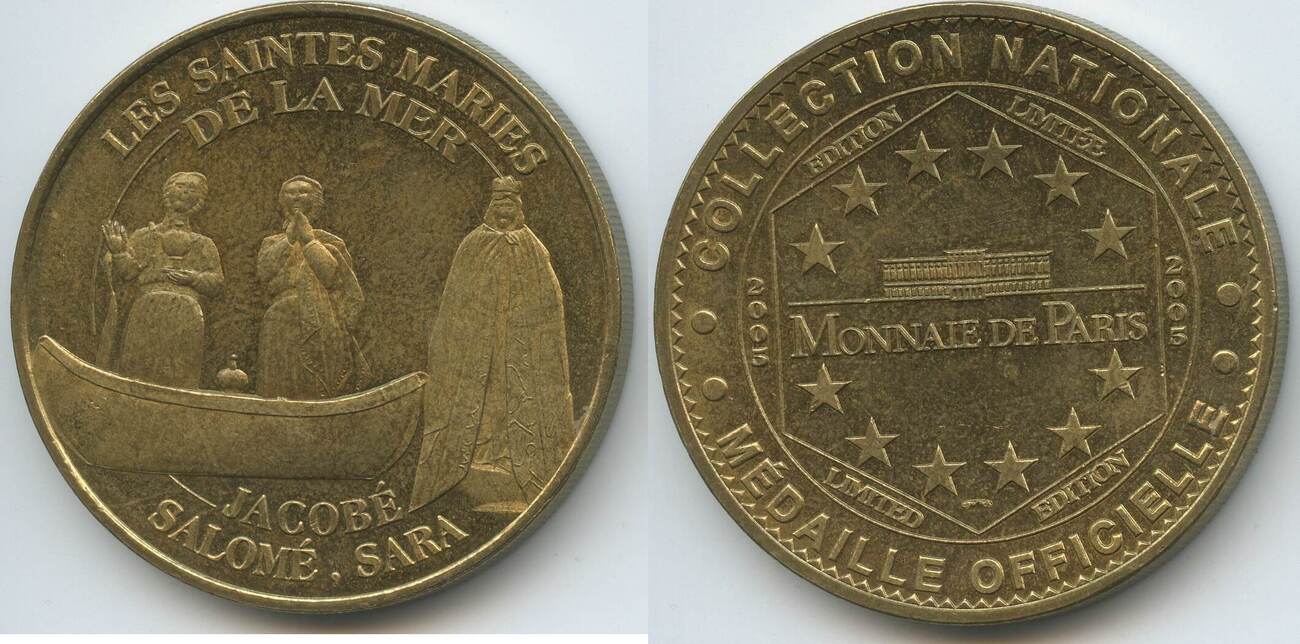 LES SAINTES MARIES
DE LA MER
JACOBÉ
SALOMÉ, SARA
COLLECTION NATIONALE
EDITION LIMITÉE
2005
2005
MONNAIE DE PARIS
LIMITED EDITION
MÉDAILLE OFFICIELLE